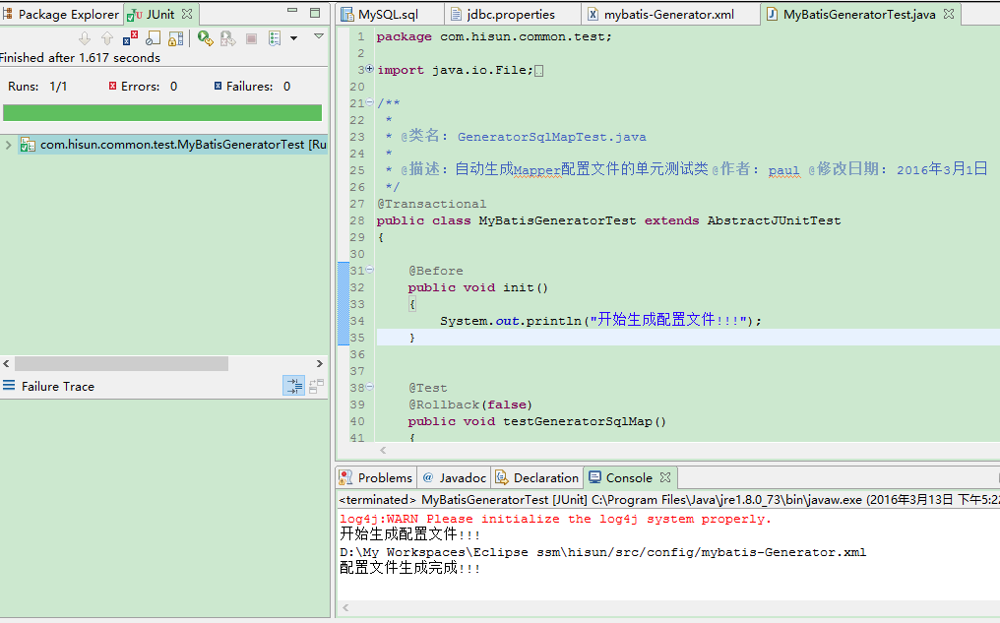 Package Explorer JUnit
Finished after 1.617 seconds
Runs: 1/1 Errors: 0 Failures: 0
com.hisun.common.test.MyBatisGeneratorTest [Ru
Failure Trace
MySQL.sql jdbc.properties mybatis-Generator.xml MyBatisGeneratorTest.java
1 package com.hisun.common.test;
2
3 import java.io.File;
20
21 /**
22 *
23 * @类名: GeneratorSqlMapTest.java
24 *
25 * @描述: 自动生成Mapper配置文件的单元测试类 @作者: paul @修改日期: 2016年3月1日
26 */
27 @Transactional
28 public class MyBatisGeneratorTest extends AbstractJUnitTest
29 {
30
31 @Before
32 public void init()
33 {
34 System.out.println("开始生成配置文件!!!");
35 }
36
37
38 @Test
39 @Rollback(false)
40 public void testGeneratorSqlMap()
41 {
Problems @ Javadoc Declaration Console
<terminated> MyBatisGeneratorTest [JUnit] C:\Program Files\Java\jre1.8.0_73\bin\javaw.exe (2016年3月13日 下午5:22
log4j:WARN Please initialize the log4j system properly.
开始生成配置文件!!!
D:\My Workspaces\Eclipse ssm\hisun/src/config/mybatis-Generator.xml
配置文件生成完成!!!